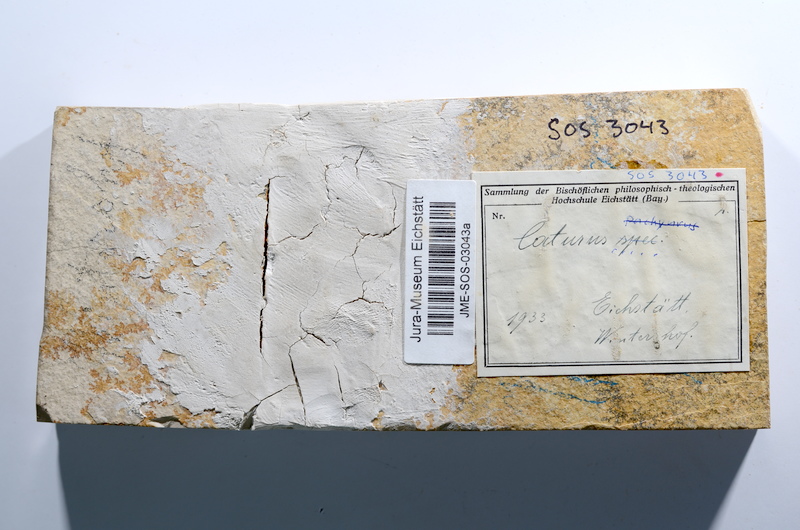 SOS 3043
SOS 3043
Sammlung der Bischöflichen philosophisch-theologischen
Hochschule Eichstätt (Bay.)
Nr.
Caturus spec.
1933
Eichstätt.
Winterhof.
Jura-Museum Eichstätt
JME-SOS-03043a